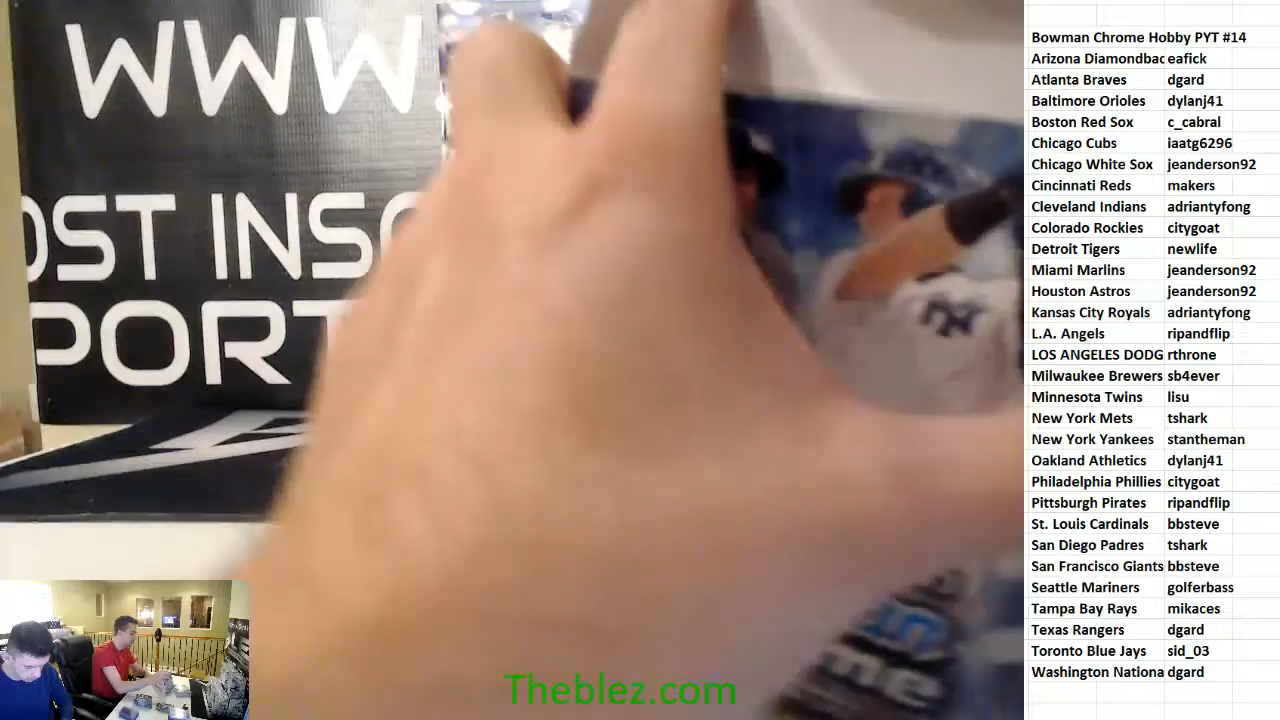 WWW.
OST INSC
PORT
NY
me
Theblez.com
Bowman Chrome Hobby PYT #14
Arizona Diamondbac eafick
Atlanta Braves dgard
Baltimore Orioles dylanj41
Boston Red Sox c_cabral
Chicago Cubs iaatg6296
Chicago White Sox jeanderson92
Cincinnati Reds makers
Cleveland Indians adriantyfong
Colorado Rockies citygoat
Detroit Tigers newlife
Miami Marlins jeanderson92
Houston Astros jeanderson92
Kansas City Royals adriantyfong
L.A. Angels ripandflip
LOS ANGELES DODG rthrone
Milwaukee Brewers sb4ever
Minnesota Twins lisu
New York Mets tshark
New York Yankees stantheman
Oakland Athletics dylanj41
Philadelphia Phillies citygoat
Pittsburgh Pirates ripandflip
St. Louis Cardinals bbsteve
San Diego Padres tshark
San Francisco Giants bbsteve
Seattle Mariners golferbass
Tampa Bay Rays mikaces
Texas Rangers dgard
Toronto Blue Jays sid_03
Washington Nationa dgard